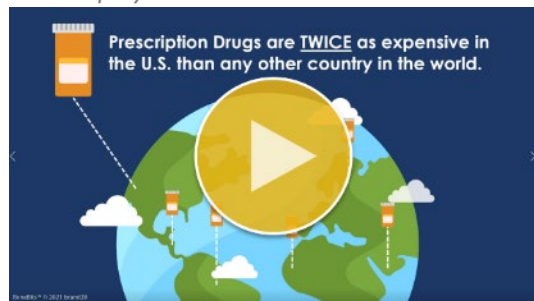 Prescription Drugs are TWICE as expensive in
the U.S. than any other country in the world.